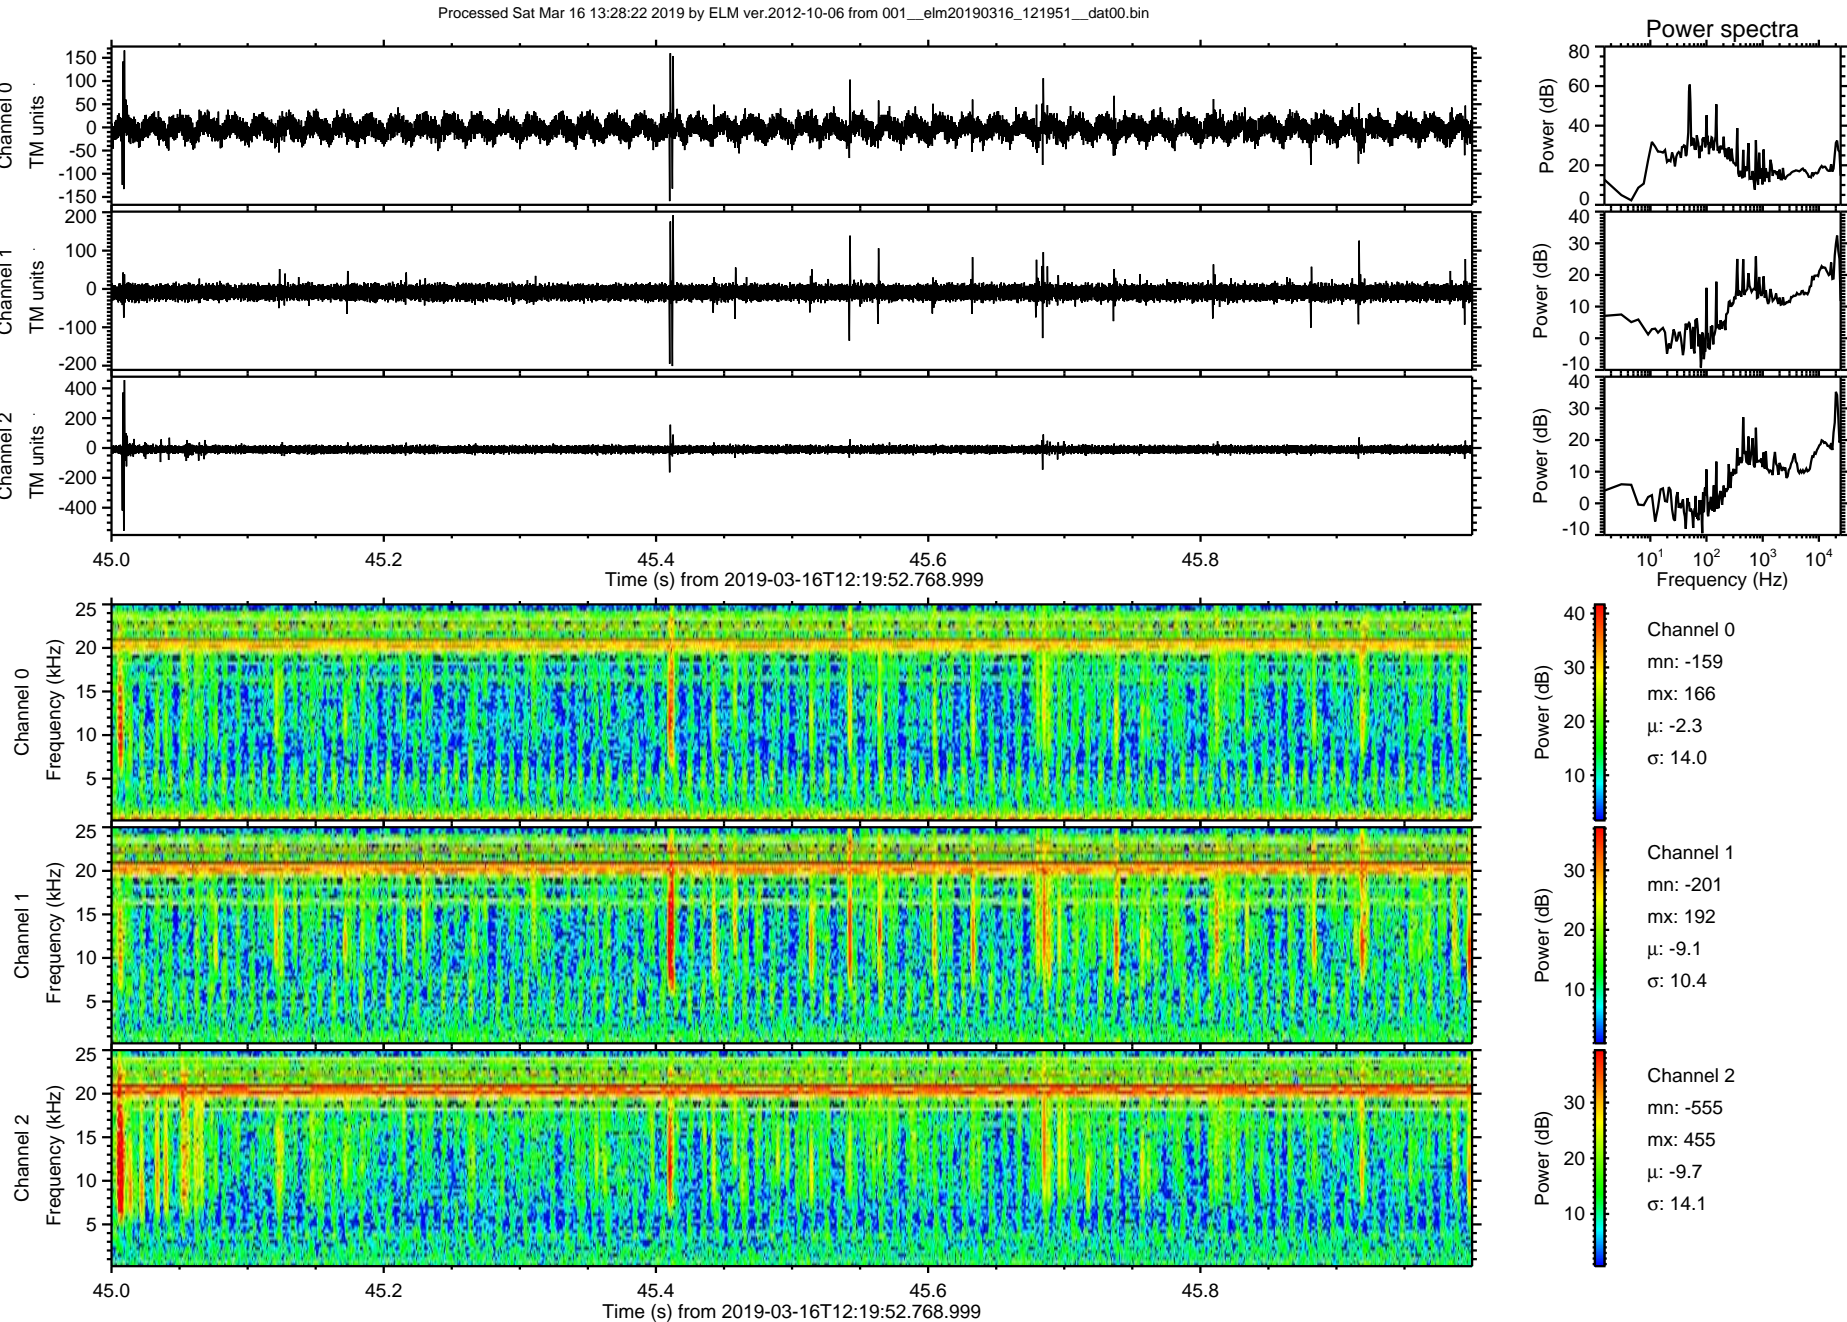 Processed Sat Mar 16 13:28:22 2019 by ELM ver.2012-10-06 from 001__elm20190316_121951__dat00.bin
Power spectra
Channel 0
TM units
150
100
50
0
-50
-100
-150
Power (dB)
80
60
40
20
0
Channel 1
TM units
200
100
0
-100
-200
Power (dB)
40
30
20
10
0
-10
Channel 2
TM units
400
200
0
-200
-400
Power (dB)
40
30
20
10
0
-10
45.0 45.2 45.4 45.6 45.8
Time (s) from 2019-03-16T12:19:52.768.999
10¹ 10² 10³ 10⁴
Frequency (Hz)
Channel 0
Frequency (kHz)
25
20
15
10
5
Power (dB)
40
30
20
10
Channel 0
mn: -159
mx: 166
μ: -2.3
σ: 14.0
Channel 1
Frequency (kHz)
25
20
15
10
5
Power (dB)
30
20
10
Channel 1
mn: -201
mx: 192
μ: -9.1
σ: 10.4
Channel 2
Frequency (kHz)
25
20
15
10
5
Power (dB)
30
20
10
Channel 2
mn: -555
mx: 455
μ: -9.7
σ: 14.1
45.0 45.2 45.4 45.6 45.8
Time (s) from 2019-03-16T12:19:52.768.999